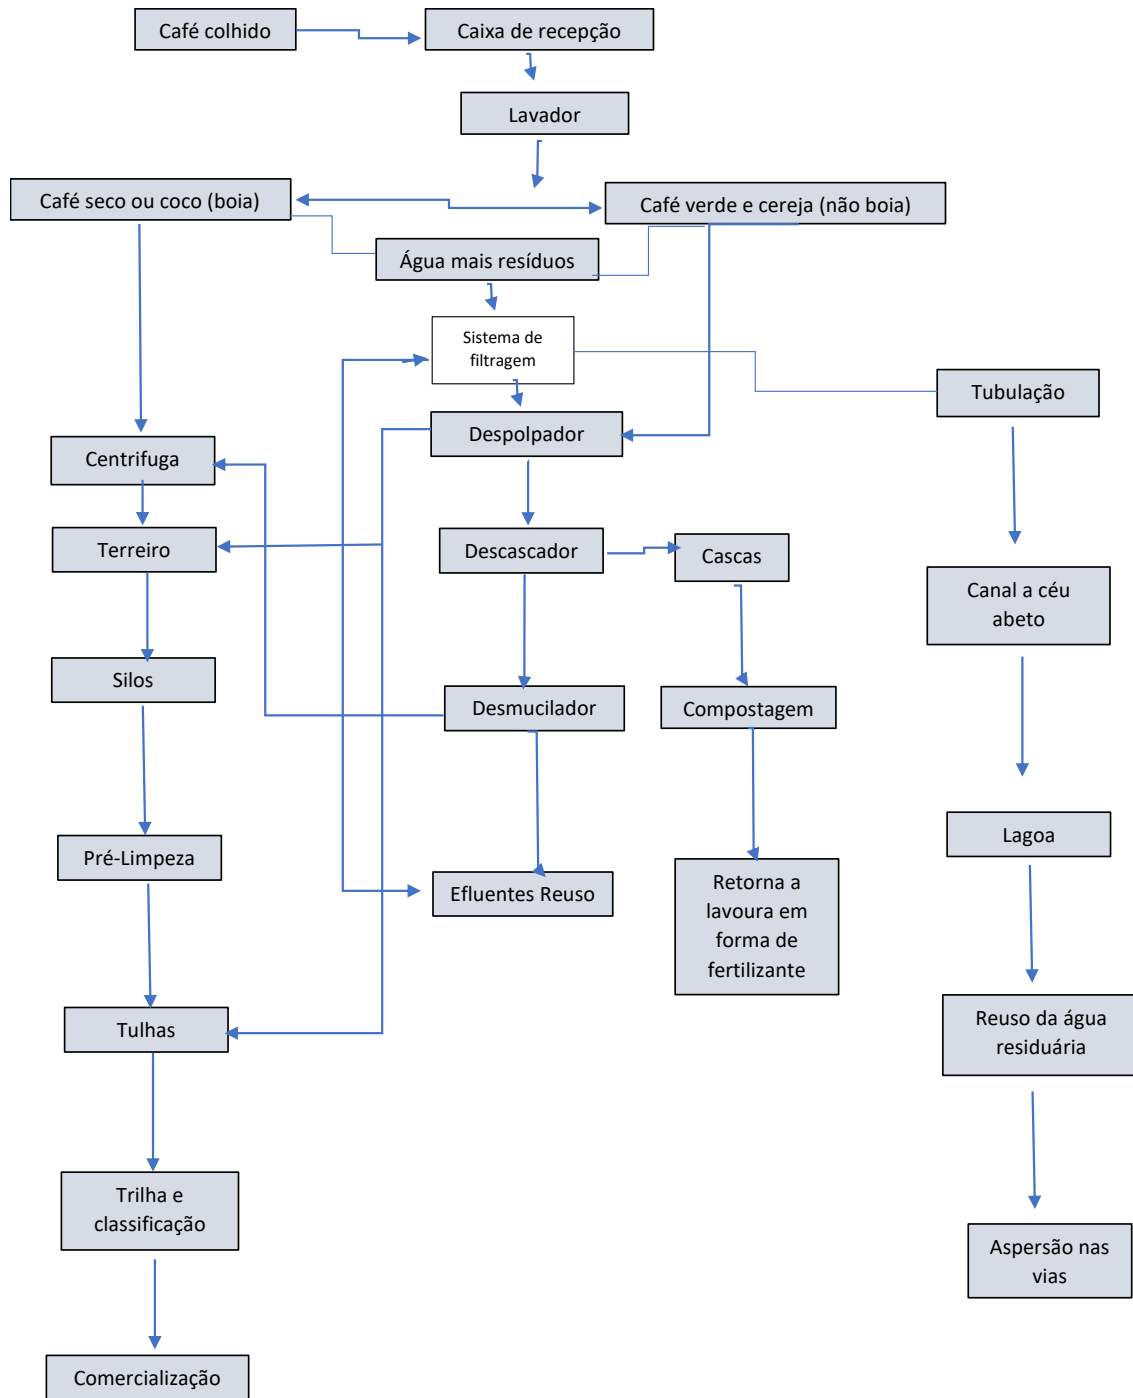 Café colhido
Caixa de recepção
Lavador
Café seco ou coco (boia)
Café verde e cereja (não boia)
Água mais resíduos
Sistema de
filtragem
Tubulação
Despolpador
Centrifuga
Terreiro
Descascador
Cascas
Canal a céu
abeto
Silos
Desmucilador
Compostagem
Lagoa
Pré-Limpeza
Efluentes Reuso
Retorna a
lavoura em
forma de
fertilizante
Tulhas
Reuso da água
residuária
Trilha e
classificação
Aspersão nas
vias
Comercialização